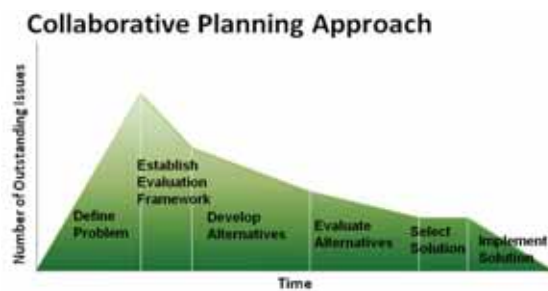 Collaborative Planning Approach
Number of Outstanding Issues
Define
Problem
Establish
Evaluation
Framework
Develop
Alternatives
Evaluate
Alternatives
Select
Solution
Implement
Solution
Time